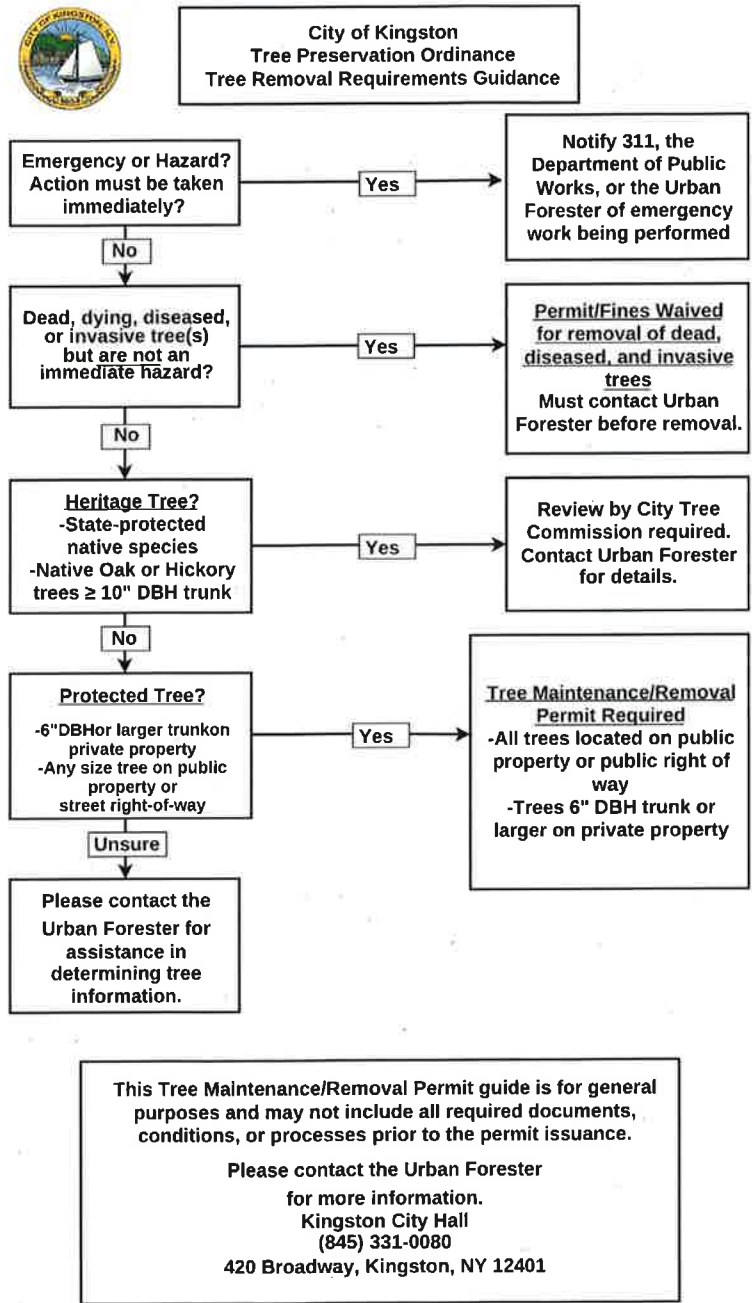 CITY OF KINGSTON, N.Y.
City of Kingston
Tree Preservation Ordinance
Tree Removal Requirements Guidance
Emergency or Hazard?
Action must be taken
immediately?
Yes
Notify 311, the
Department of Public
Works, or the Urban
Forester of emergency
work being performed
No
Dead, dying, diseased,
or invasive tree(s)
but are not an
immediate hazard?
Yes
Permit/Fines Waived
for removal of dead,
diseased, and invasive
trees
Must contact Urban
Forester before removal.
No
Heritage Tree?
-State-protected
native species
-Native Oak or Hickory
trees ≥ 10" DBH trunk
Yes
Review by City Tree
Commission required.
Contact Urban Forester
for details.
No
Protected Tree?
-6"DBHor larger trunkon
private property
-Any size tree on public
property or
street right-of-way
Yes
Tree Maintenance/Removal
Permit Required
-All trees located on public
property or public right of
way
-Trees 6" DBH trunk or
larger on private property
Unsure
Please contact the
Urban Forester for
assistance in
determining tree
information.
This Tree Maintenance/Removal Permit guide is for general
purposes and may not include all required documents,
conditions, or processes prior to the permit issuance.
Please contact the Urban Forester
for more information.
Kingston City Hall
(845) 331-0080
420 Broadway, Kingston, NY 12401